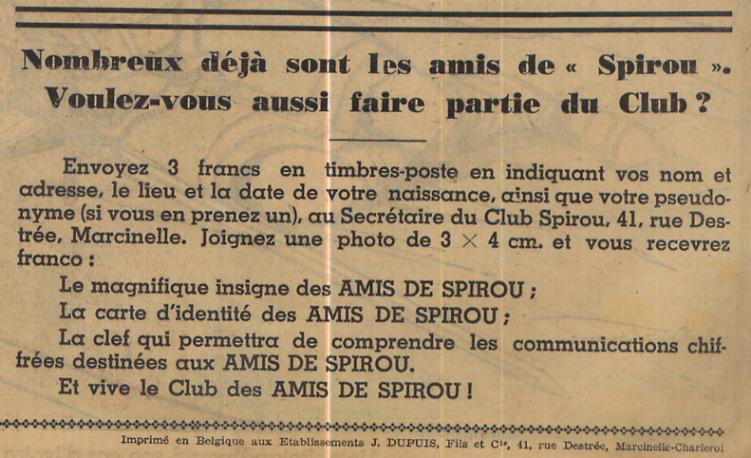 Nombreux déjà sont les amis de « Spirou ».
Voulez-vous aussi faire partie du Club ?
Envoyez 3 francs en timbres-poste en indiquant vos nom et
adresse, le lieu et la date de votre naissance, ainsi que votre pseudo-
nyme (si vous en prenez un), au Secrétaire du Club Spirou, 41, rue Des-
trée, Marcinelle. Joignez une photo de 3 × 4 cm. et vous recevrez
franco :
Le magnifique insigne des AMIS DE SPIROU ;
La carte d'identité des AMIS DE SPIROU ;
La clef qui permettra de comprendre les communications chif-
frées destinées aux AMIS DE SPIROU.
Et vive le Club des AMIS DE SPIROU !
Imprimé en Belgique aux Etablissements J. DUPUIS, Fils et Cie, 41, rue Destrée, Marcinelle-Charleroi